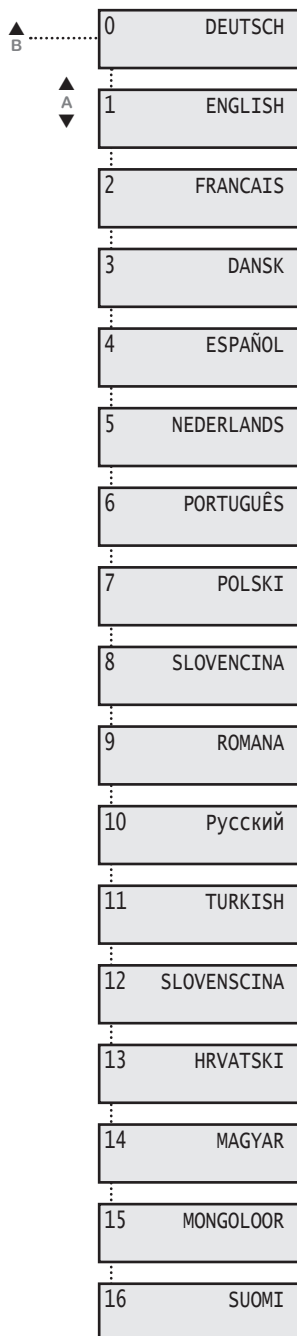 B
0 DEUTSCH
A
1 ENGLISH
2 FRANCAIS
3 DANSK
4 ESPAÑOL
5 NEDERLANDS
6 PORTUGUÊS
7 POLSKI
8 SLOVENCINA
9 ROMANA
10 Русский
11 TURKISH
12 SLOVENSCINA
13 HRVATSKI
14 MAGYAR
15 MONGOLOOR
16 SUOMI